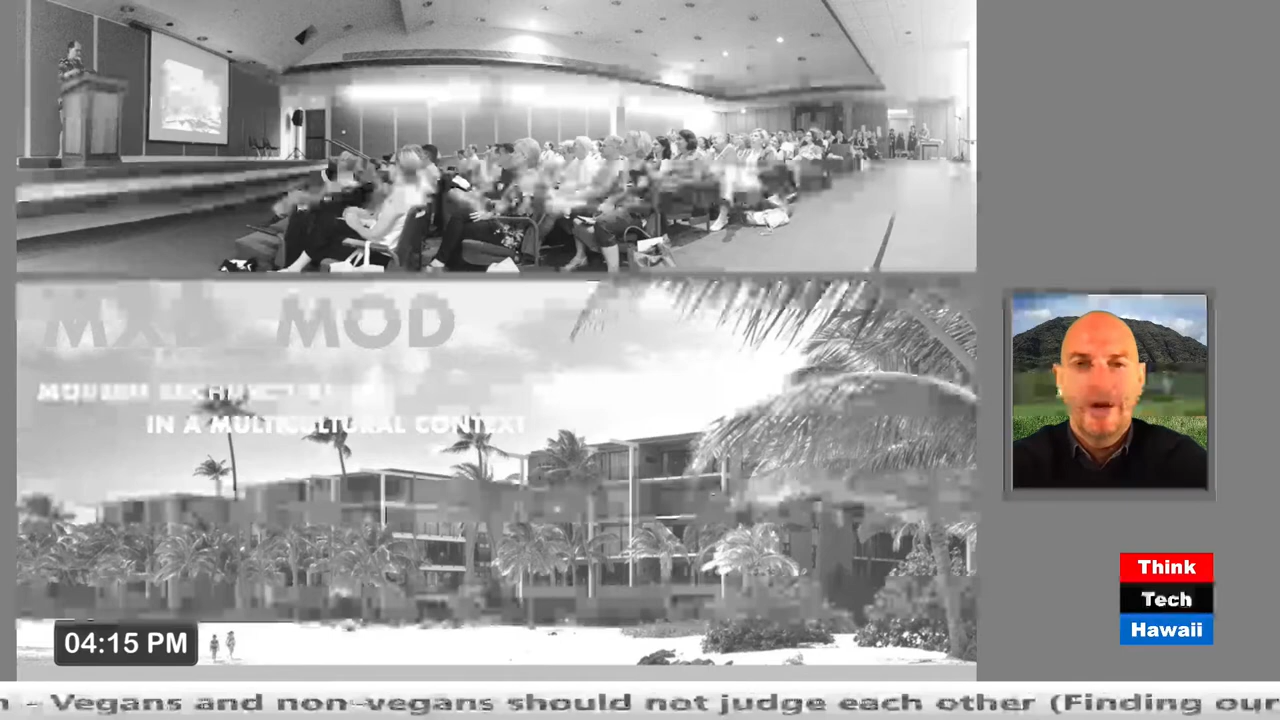 MOD
IN A MULTICULTURAL CONTEXT
04:15 PM
Think
Tech
Hawaii
- Vegans and non-vegans should not judge each other (Finding our